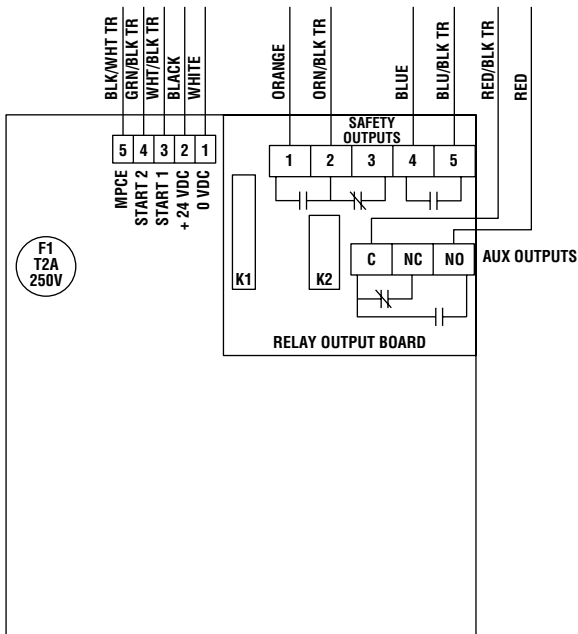 BLK/WHT TR
GRN/BLK TR
WHT/BLK TR
BLACK
WHITE
ORANGE
ORN/BLK TR
BLUE
BLU/BLK TR
RED/BLK TR
RED
SAFETY
OUTPUTS
5 4 3 2 1
1 2 3 4 5
MPCE
START 2
START 1
+ 24 VDC
0 VDC
F1
T2A
250V
K1
K2
C NC NO
AUX OUTPUTS
RELAY OUTPUT BOARD